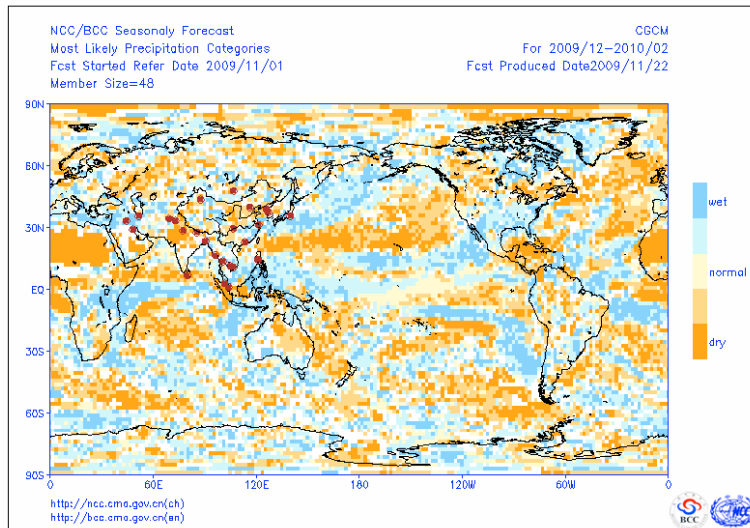 NCC/BCC Seasonaly Forecast
CGCM
Most Likely Precipitation Categories
For 2009/12-2010/02
Fcst Started Refer Date 2009/11/01
Fcst Produced Date2009/11/22
Member Size=48
90N
60N
30N
EQ
30S
60S
90S
0
60E
120E
180
120W
60W
0
wet
normal
dry
http://ncc.cma.gov.cn(ch)
http://bcc.cma.gov.cn(en)
BCC
NCC